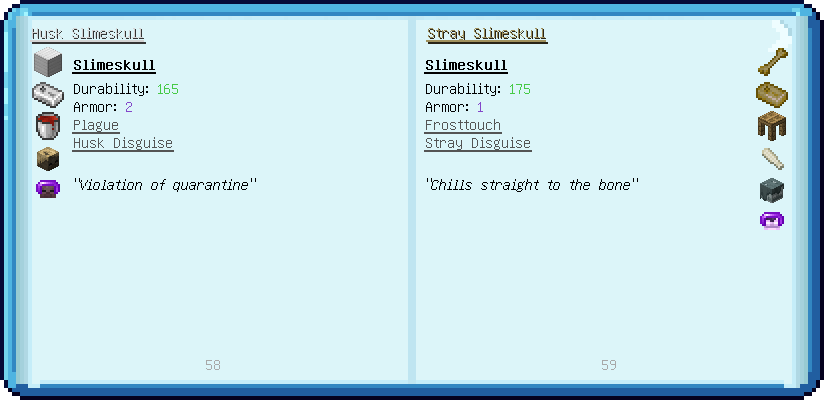 Husk Slimeskull
Slimeskull
Durability: 165
Armor: 2
Plague
Husk Disguise
"Violation of quarantine"
58
Stray Slimeskull
Slimeskull
Durability: 175
Armor: 1
Frosttouch
Stray Disguise
"Chills straight to the bone"
59